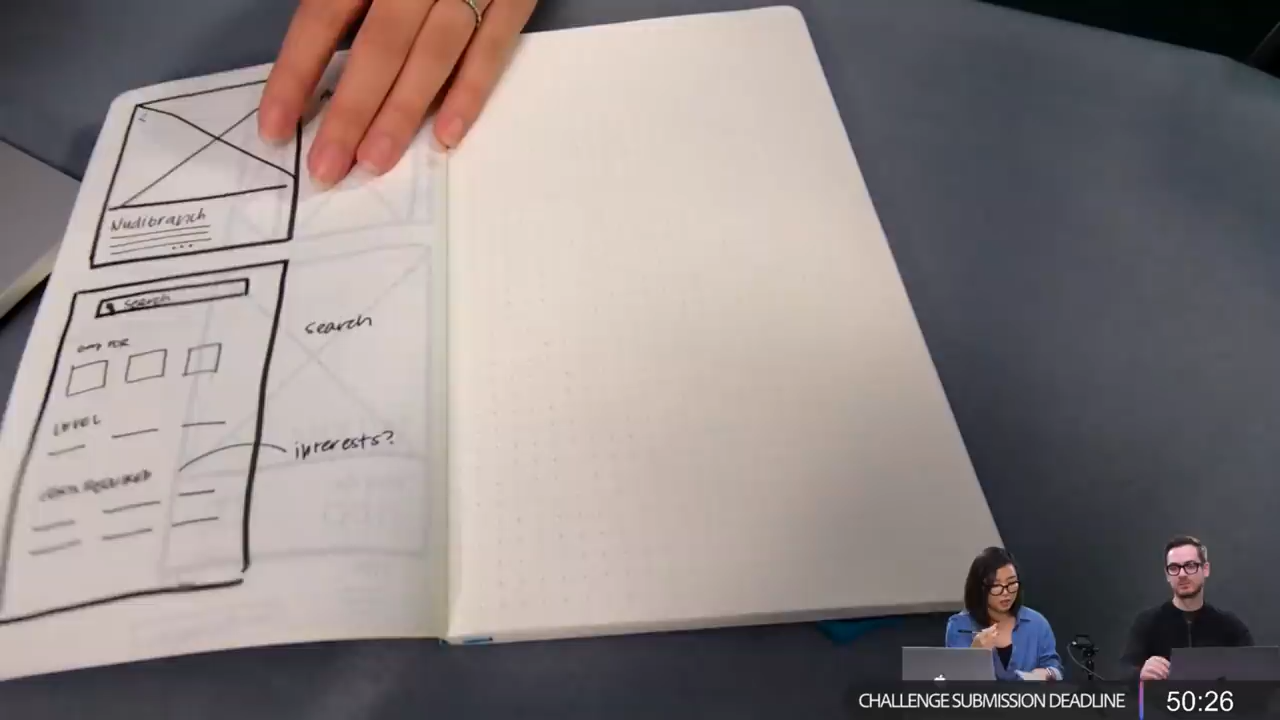 Nudibranch
Search
search
LEVEL
interests?
CHALLENGE SUBMISSION DEADLINE
50:26